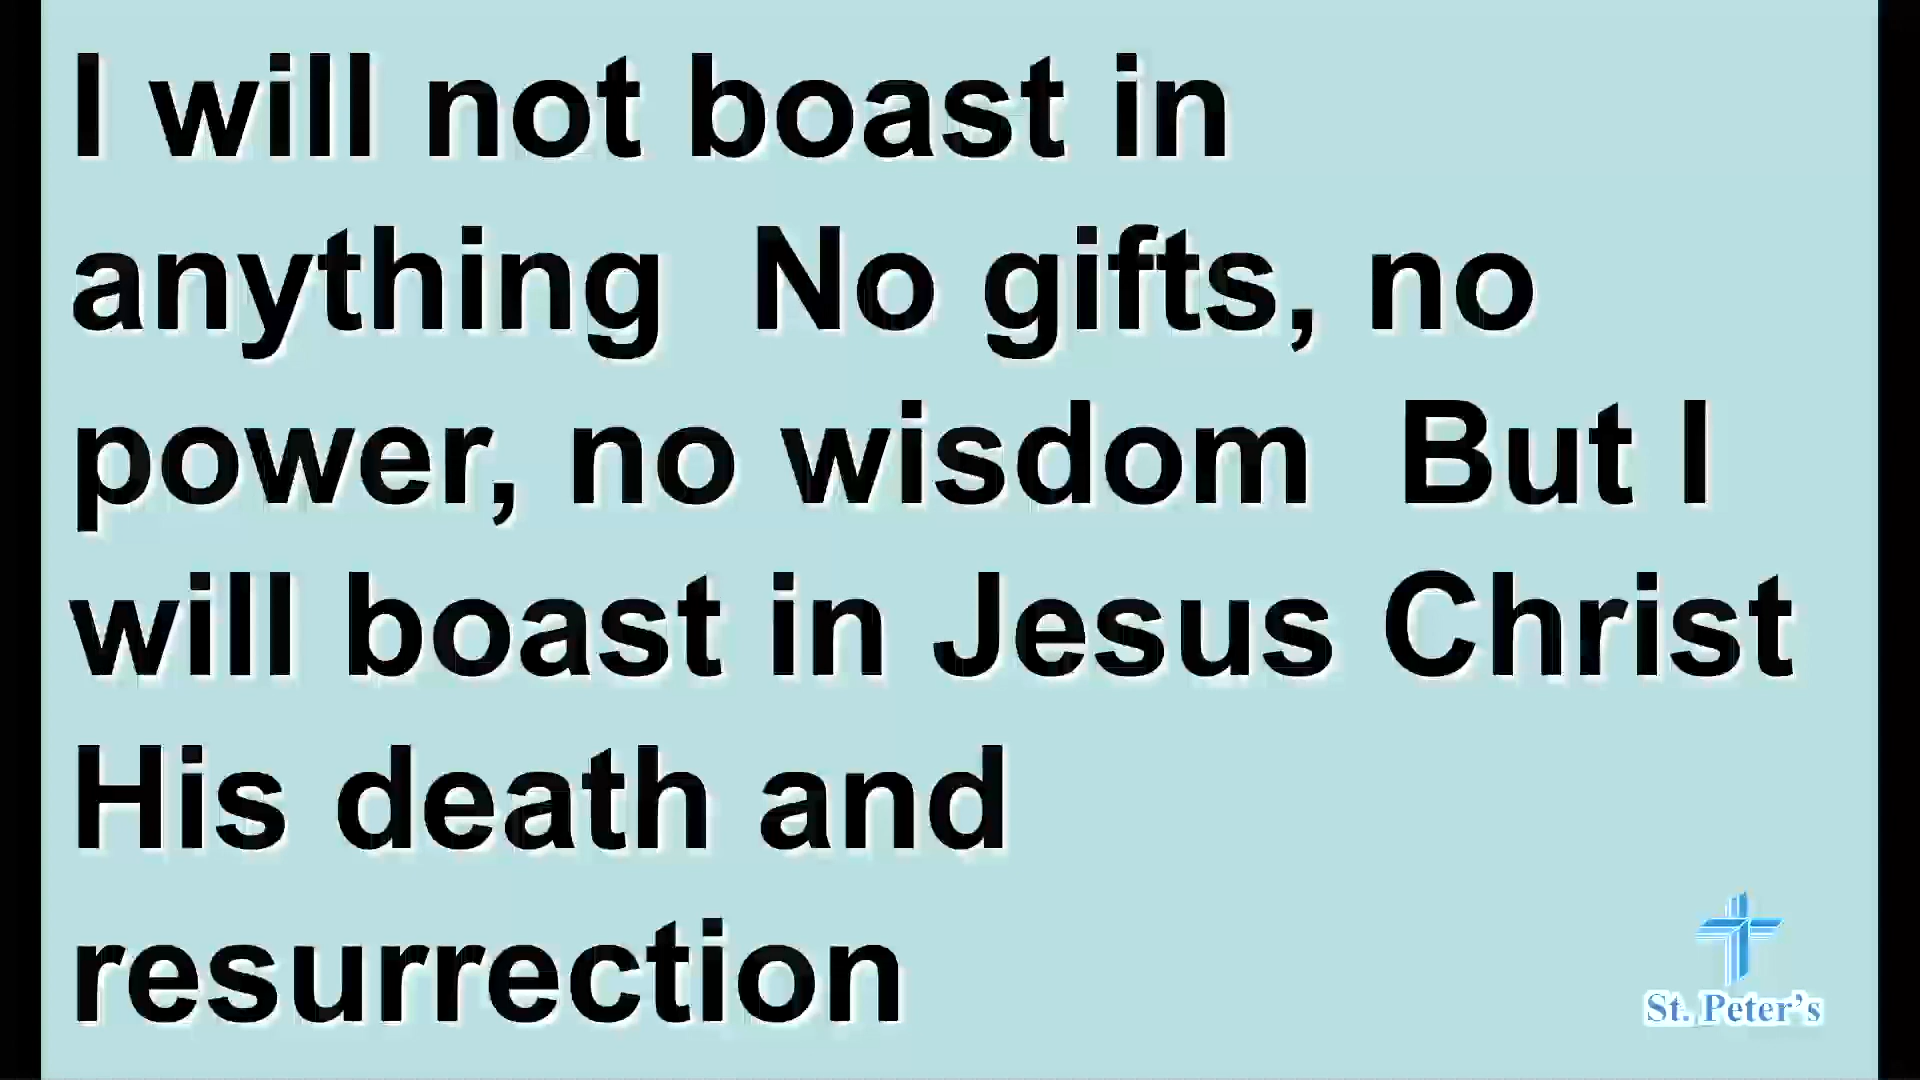 I will not boast in
anything  No gifts, no
power, no wisdom  But I
will boast in Jesus Christ
His death and
resurrection
St. Peter's